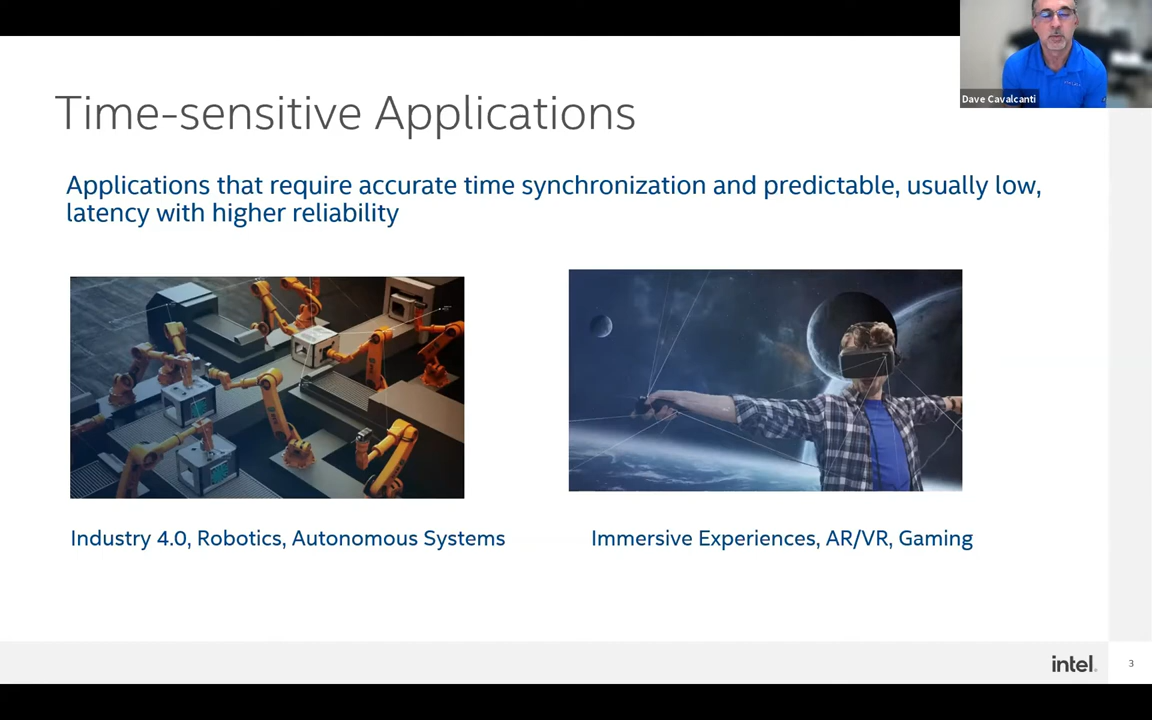 Dave Cavalcanti
Time-sensitive Applications
Applications that require accurate time synchronization and predictable, usually low,
latency with higher reliability
Industry 4.0, Robotics, Autonomous Systems
Immersive Experiences, AR/VR, Gaming
intel.
3